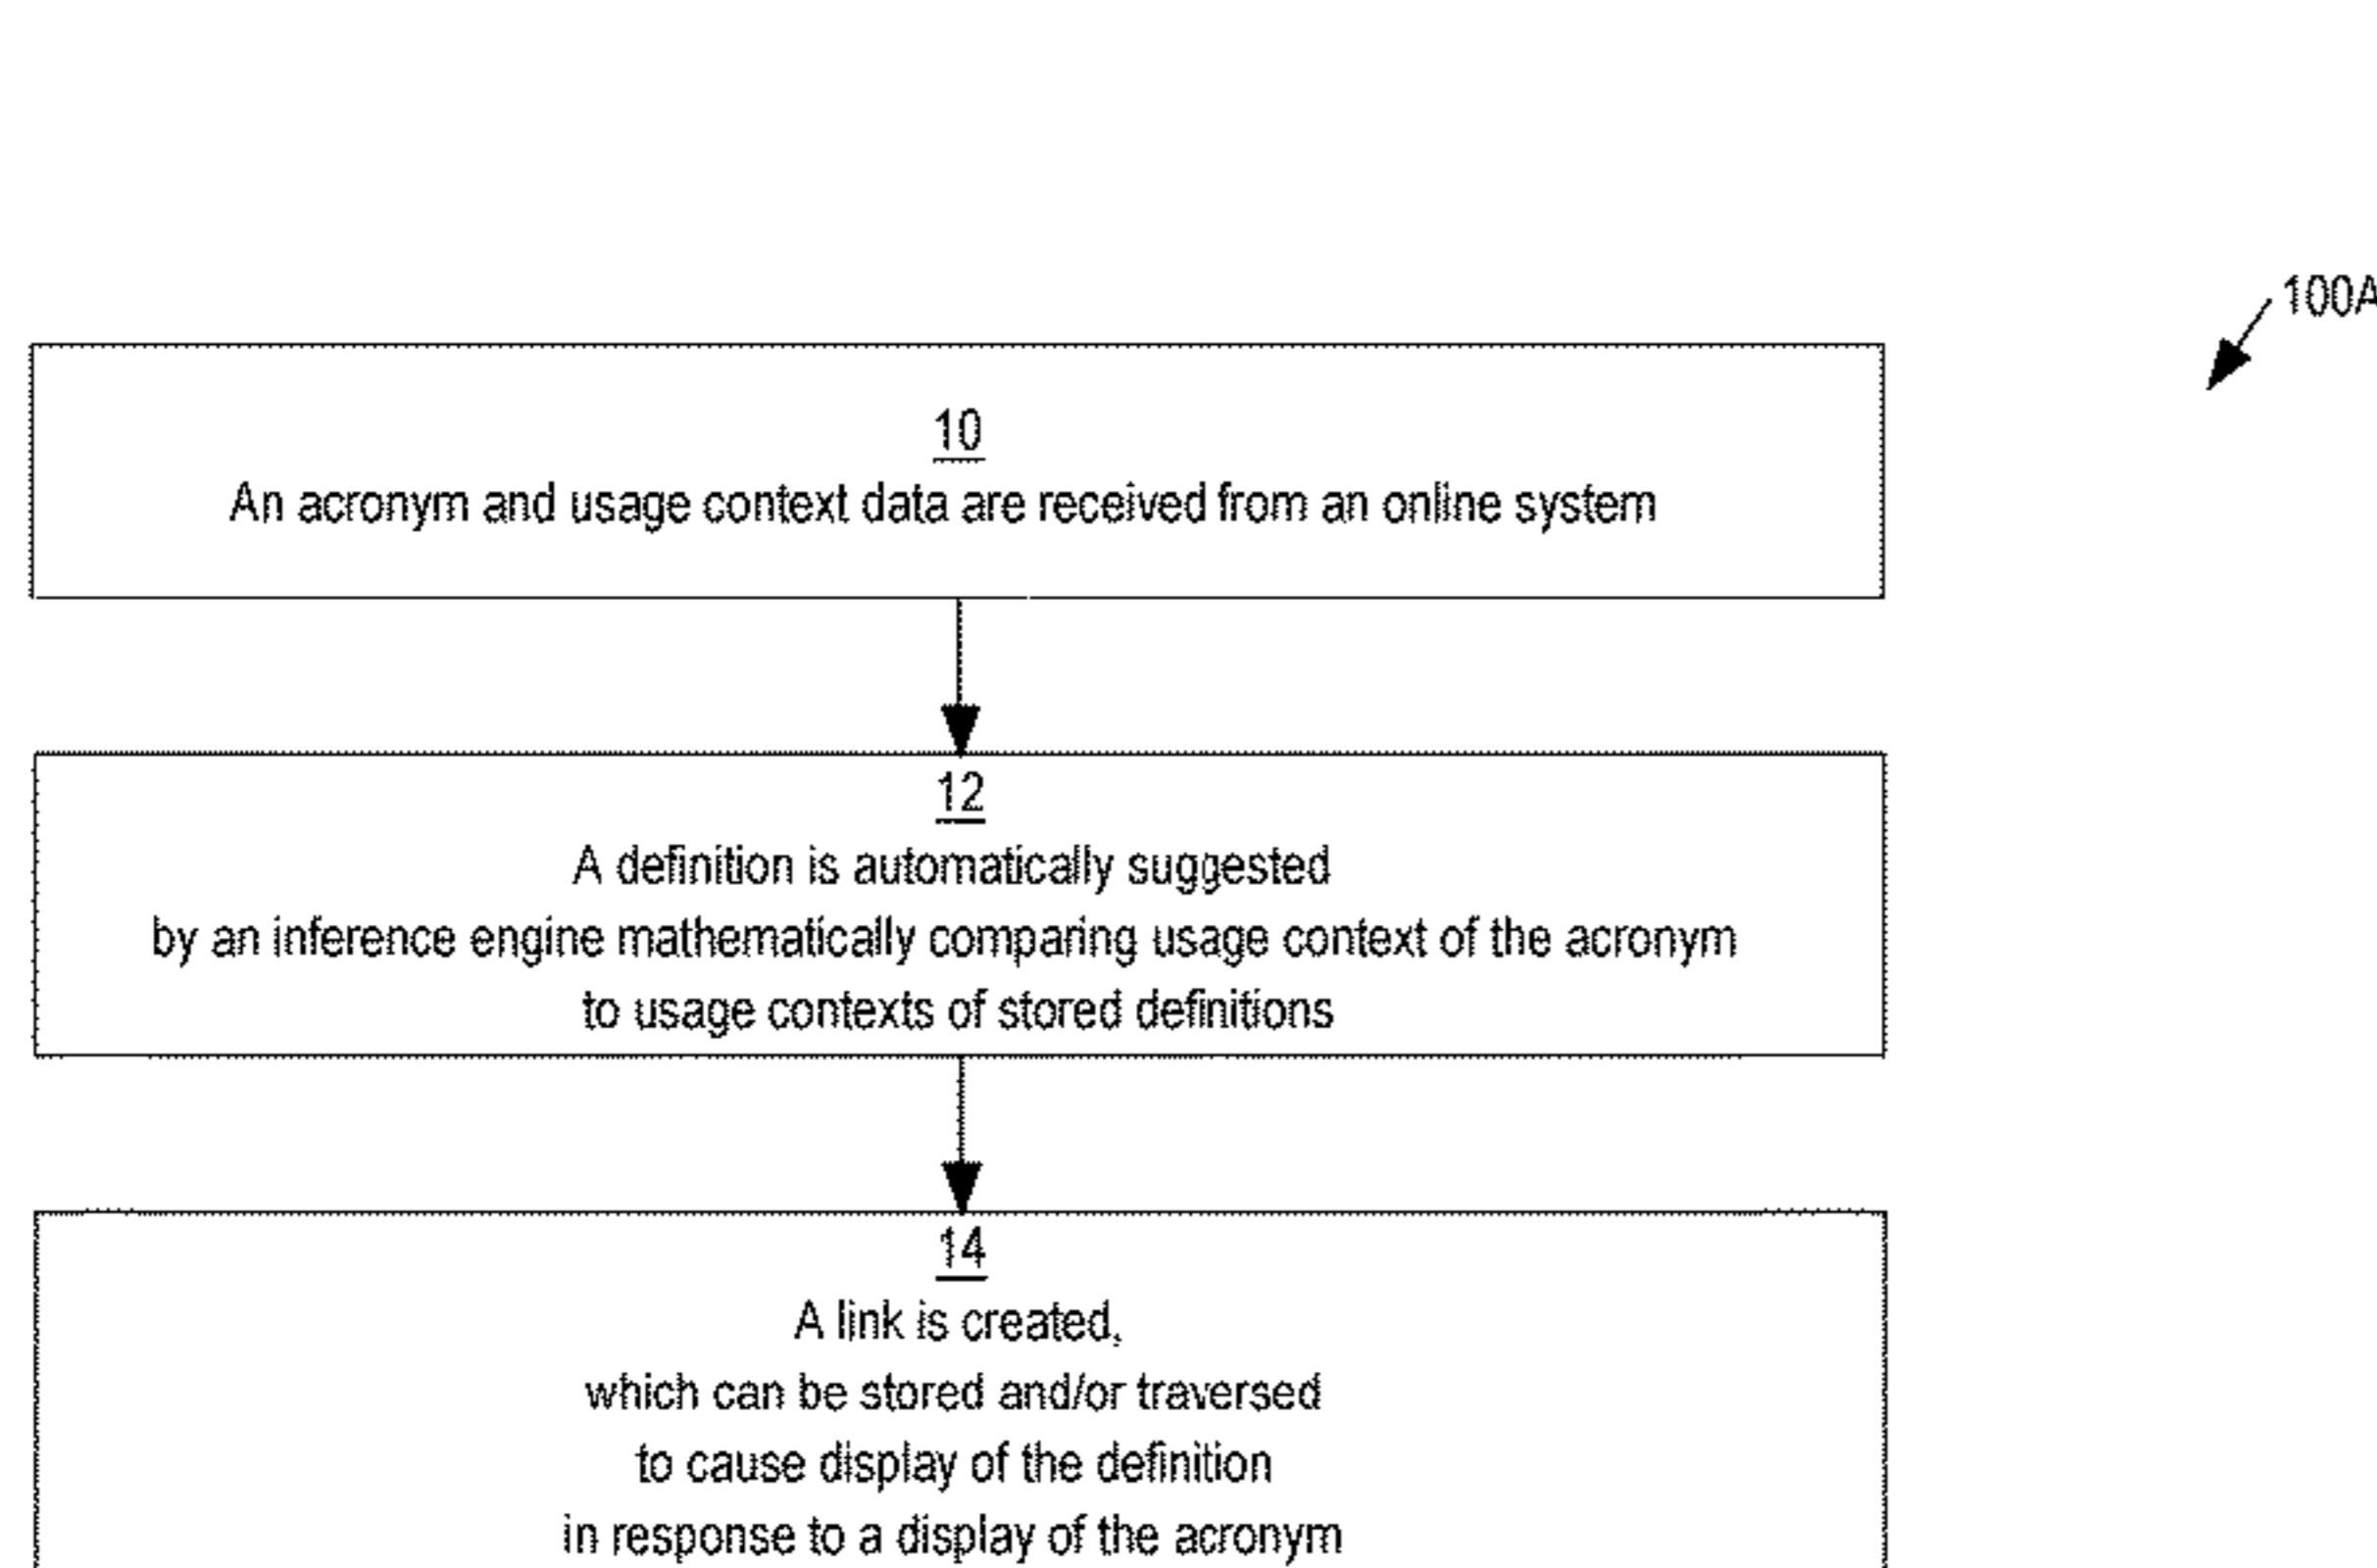 100A
10
An acronym and usage context data are received from an online system
12
A definition is automatically suggested
by an inference engine mathematically comparing usage context of the acronym
to usage contexts of stored definitions
14
A link is created,
which can be stored and/or traversed
to cause display of the definition
in response to a display of the acronym